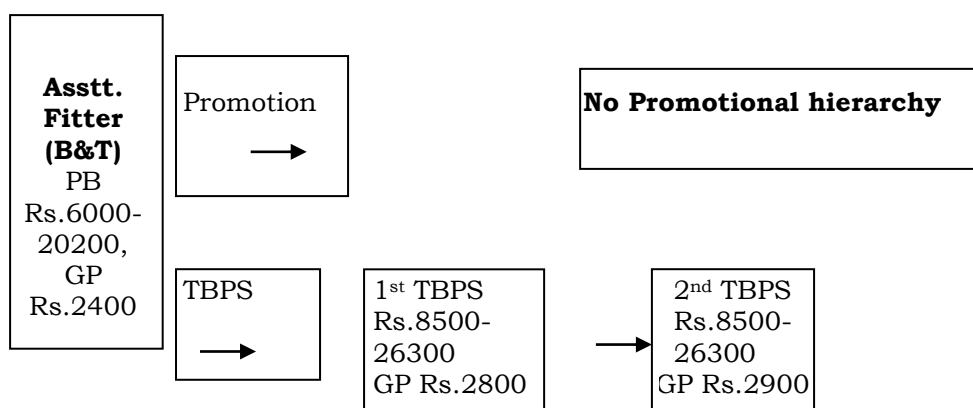 Asstt.
Fitter
(B&T)
PB
Rs.6000-
20200,
GP
Rs.2400
Promotion
No Promotional hierarchy
TBPS
1st TBPS
Rs.8500-
26300
GP Rs.2800
2nd TBPS
Rs.8500-
26300
GP Rs.2900